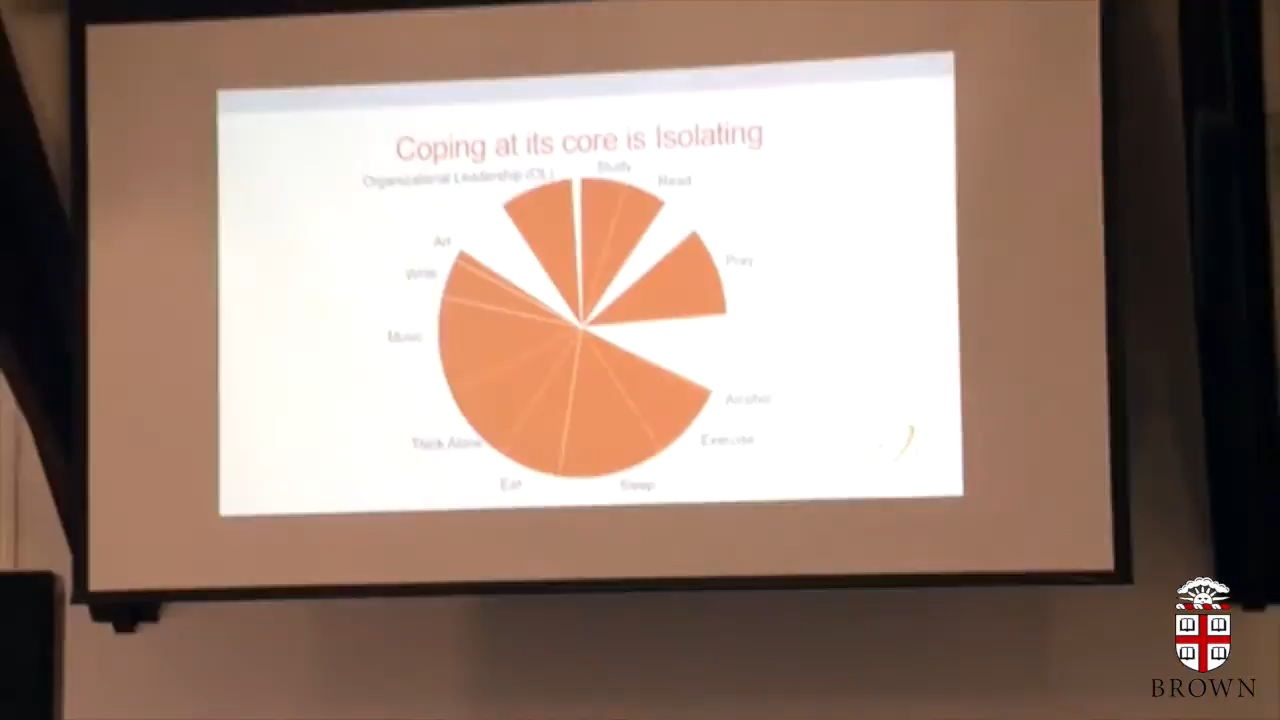 Coping at its core is Isolating
Study
Organizational Leadership (OL)
Read
Art
Pray
Write
Music
Alcohol
Think Alone
Exercise
Eat
Sleep
BROWN